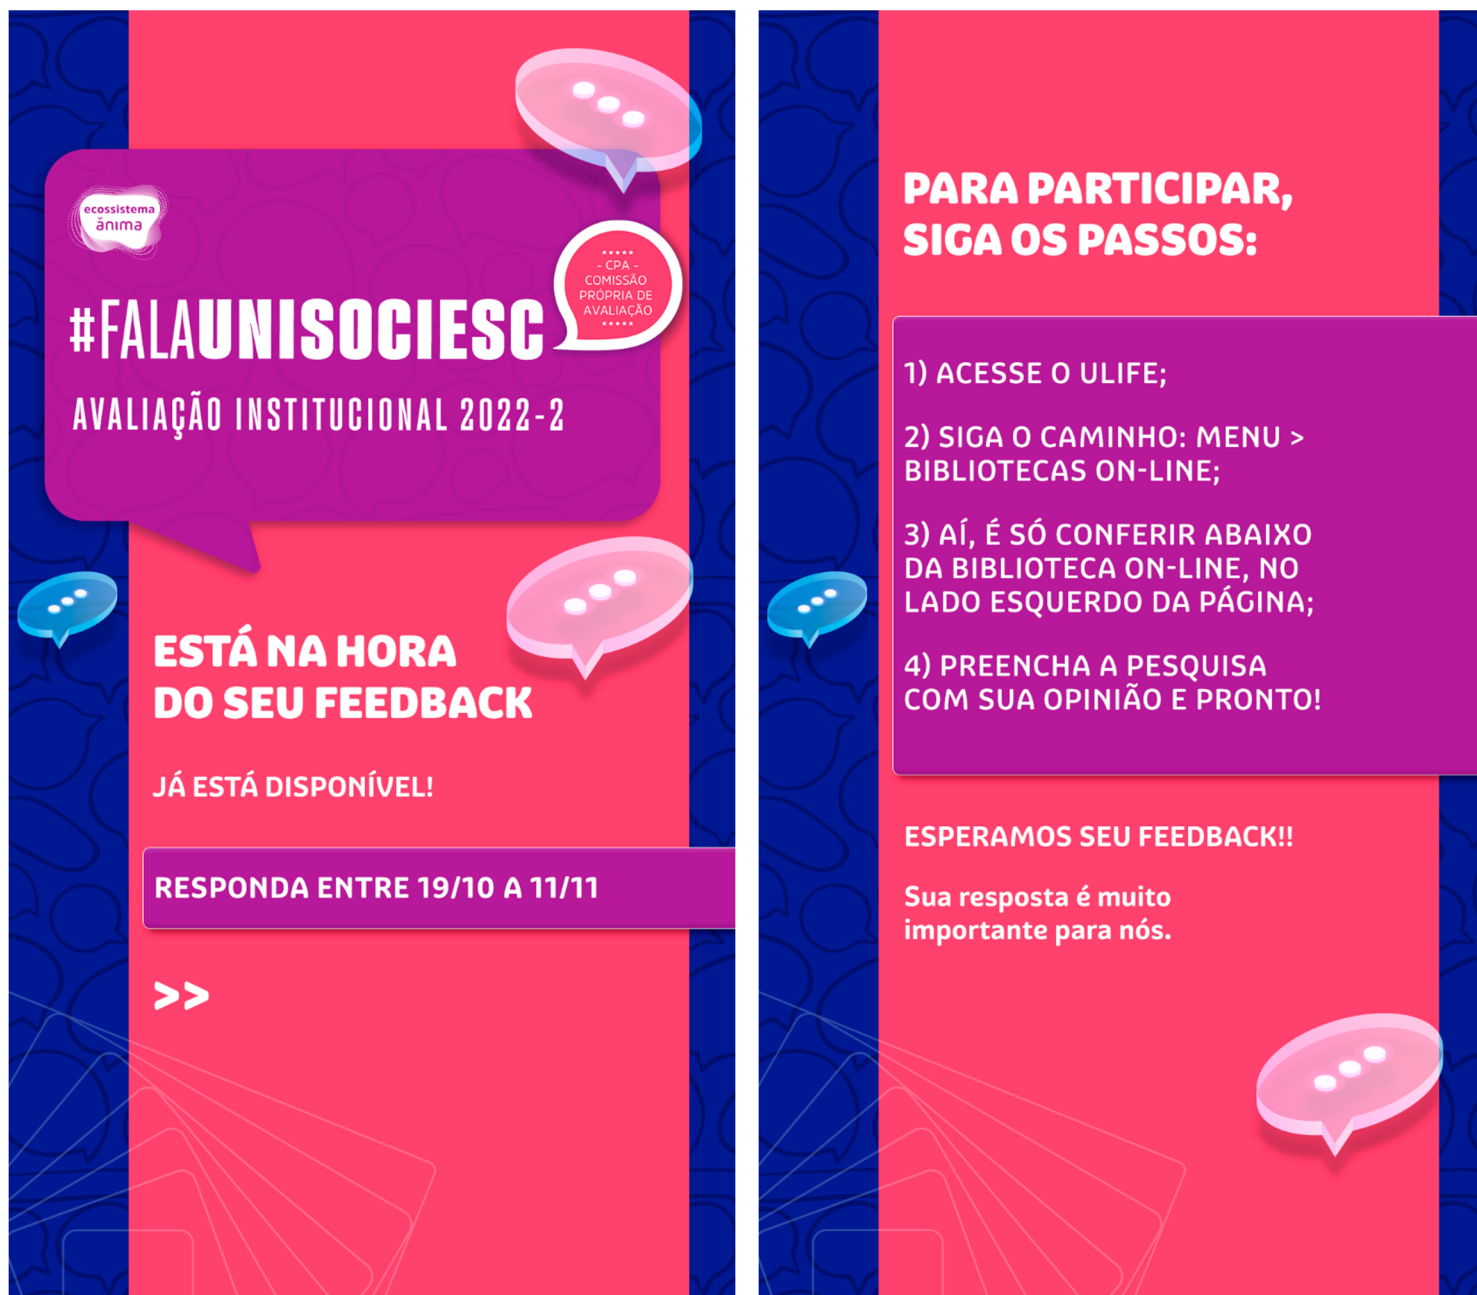 ecossistema
ănıma
#FALAUNISOCIESC
*****
- CPA -
COMISSÃO
PRÓPRIA DE
AVALIAÇÃO
*****
AVALIAÇÃO INSTITUCIONAL 2022-2
ESTÁ NA HORA
DO SEU FEEDBACK
JÁ ESTÁ DISPONÍVEL!
RESPONDA ENTRE 19/10 A 11/11
>>
PARA PARTICIPAR,
SIGA OS PASSOS:
1) ACESSE O ULIFE;
2) SIGA O CAMINHO: MENU >
BIBLIOTECAS ON-LINE;
3) AÍ, É SÓ CONFERIR ABAIXO
DA BIBLIOTECA ON-LINE, NO
LADO ESQUERDO DA PÁGINA;
4) PREENCHA A PESQUISA
COM SUA OPINIÃO E PRONTO!
ESPERAMOS SEU FEEDBACK!!
Sua resposta é muito
importante para nós.